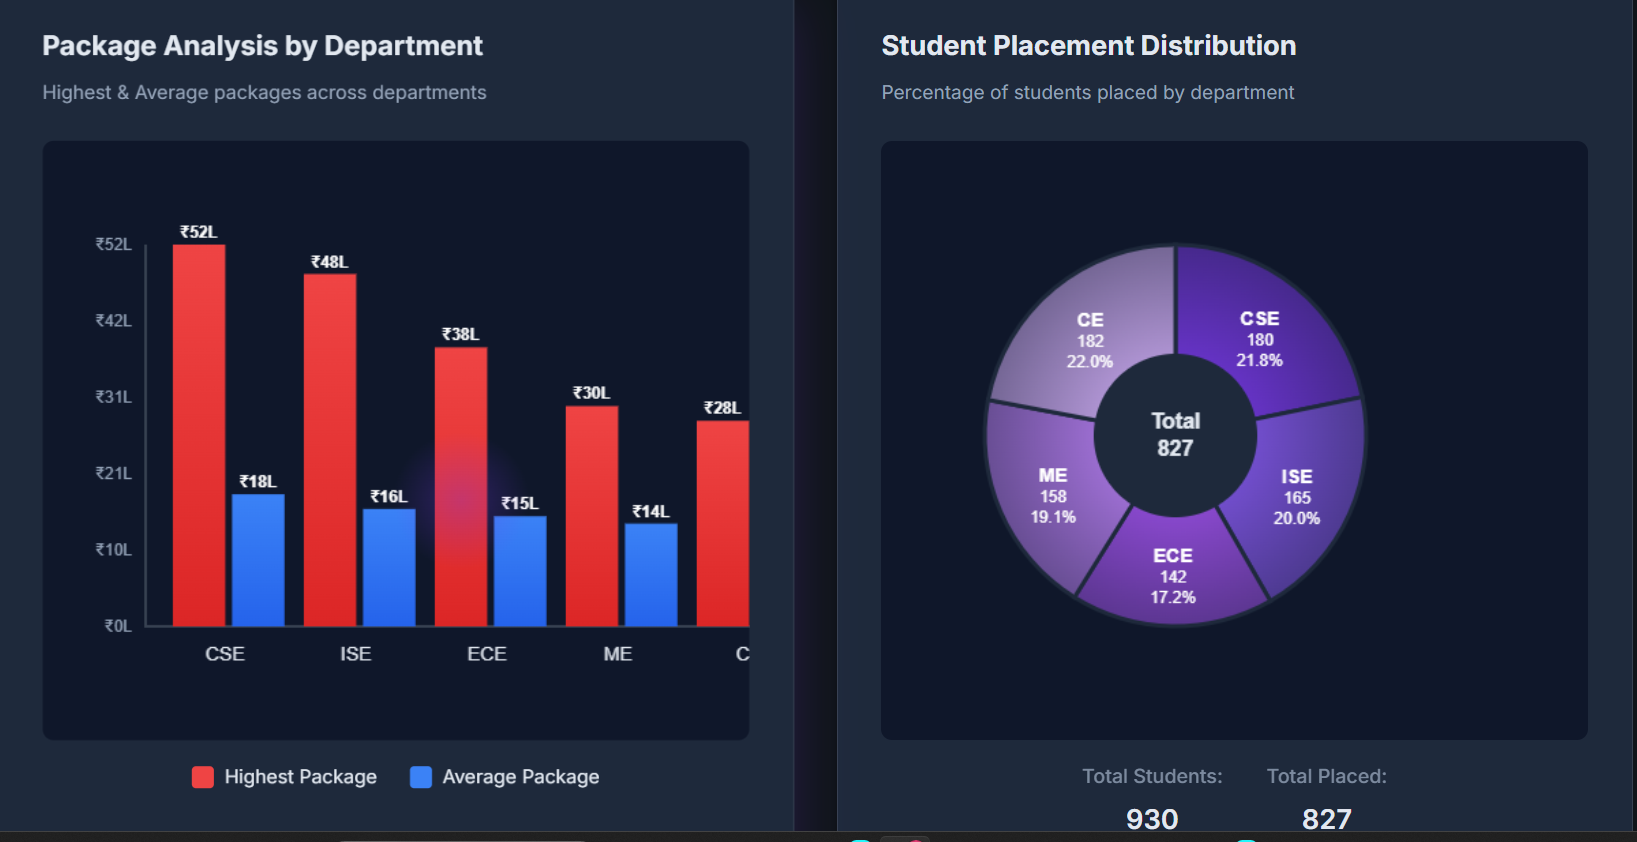 Package Analysis by Department
Highest & Average packages across departments
₹52L
₹42L
₹31L
₹21L
₹10L
₹0L
₹52L
₹18L
₹48L
₹16L
₹38L
₹15L
₹30L
₹14L
₹28L
CSE
ISE
ECE
ME
C
Highest Package
Average Package
Student Placement Distribution
Percentage of students placed by department
CE
182
22.0%
CSE
180
21.8%
Total
827
ME
158
19.1%
ISE
165
20.0%
ECE
142
17.2%
Total Students:
930
Total Placed:
827